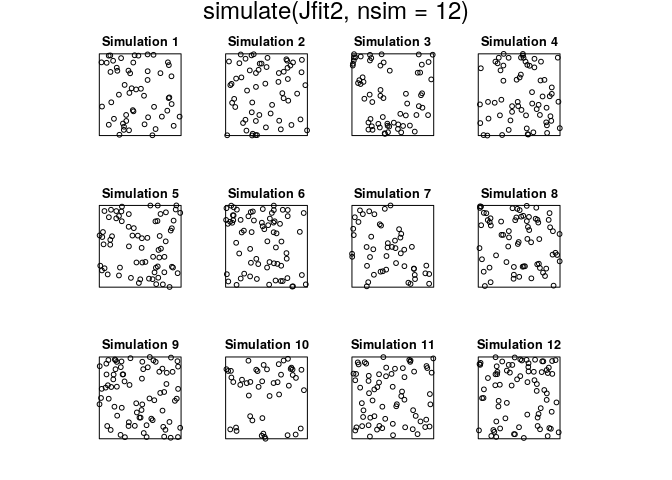 simulate(Jfit2, nsim = 12)
Simulation 1
Simulation 2
Simulation 3
Simulation 4
Simulation 5
Simulation 6
Simulation 7
Simulation 8
Simulation 9
Simulation 10
Simulation 11
Simulation 12